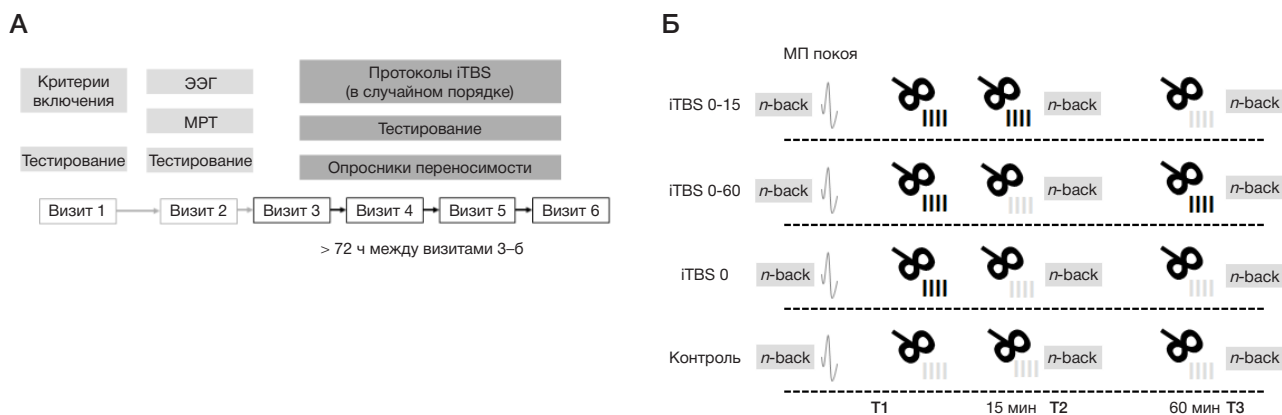 А
Критерии
включения
ЭЭГ
МРТ
Протоколы iTBS
(в случайном порядке)
Тестирование
Тестирование
Тестирование
Опросники переносимости
Визит 1
Визит 2
Визит 3
Визит 4
Визит 5
Визит 6
> 72 ч между визитами 3–б
Б
МП покоя
iTBS 0-15
n-back
n-back
n-back
iTBS 0-60
n-back
n-back
n-back
iTBS 0
n-back
n-back
n-back
Контроль
n-back
n-back
n-back
T1
15 мин
T2
60 мин
T3